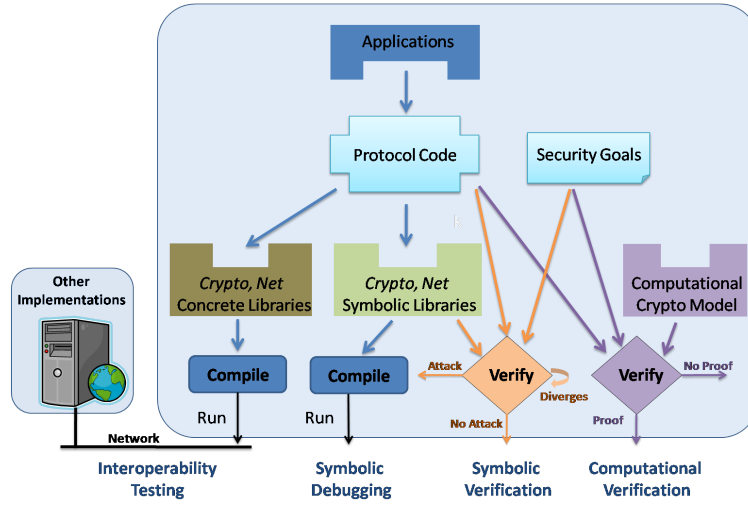 Applications
Protocol Code
Security Goals
Crypto, Net
Concrete Libraries
Crypto, Net
Symbolic Libraries
Computational
Crypto Model
Other
Implementations
Compile
Compile
Attack
Verify
Diverges
Verify
No Proof
Run
Run
No Attack
Proof
Network
Interoperability
Testing
Symbolic
Debugging
Symbolic
Verification
Computational
Verification